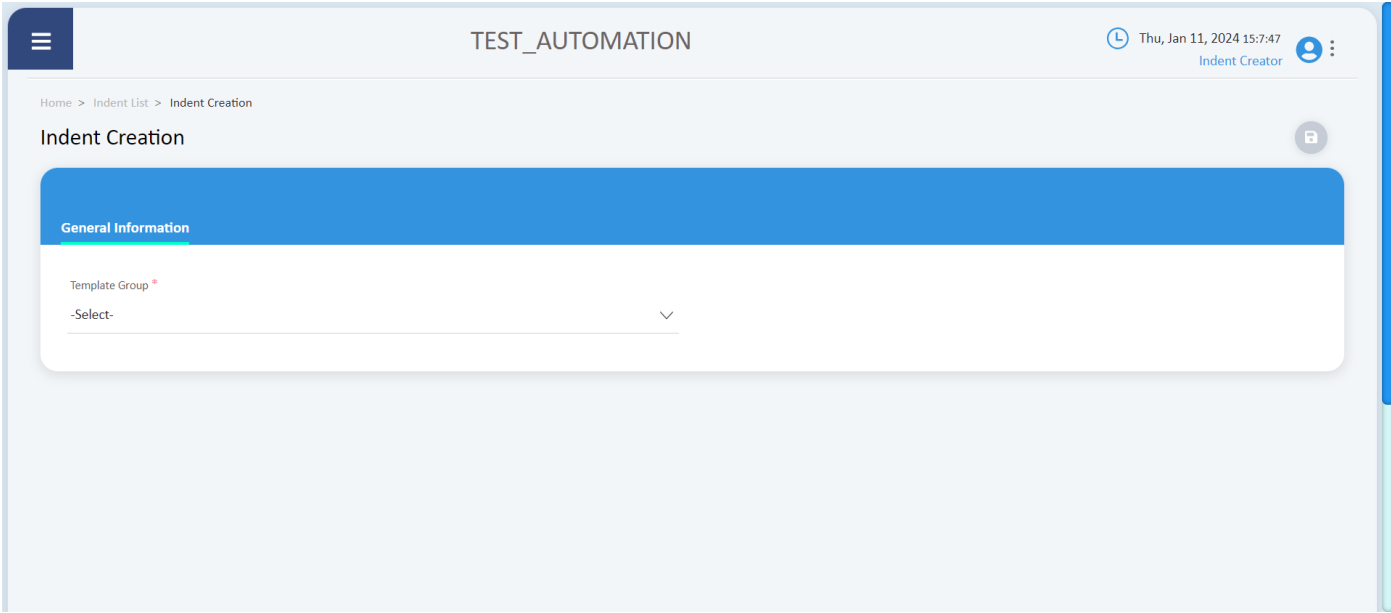 TEST_AUTOMATION
Thu, Jan 11, 2024 15:7:47
Indent Creator
Home > Indent List > Indent Creation
Indent Creation
General Information
Template Group *
-Select-